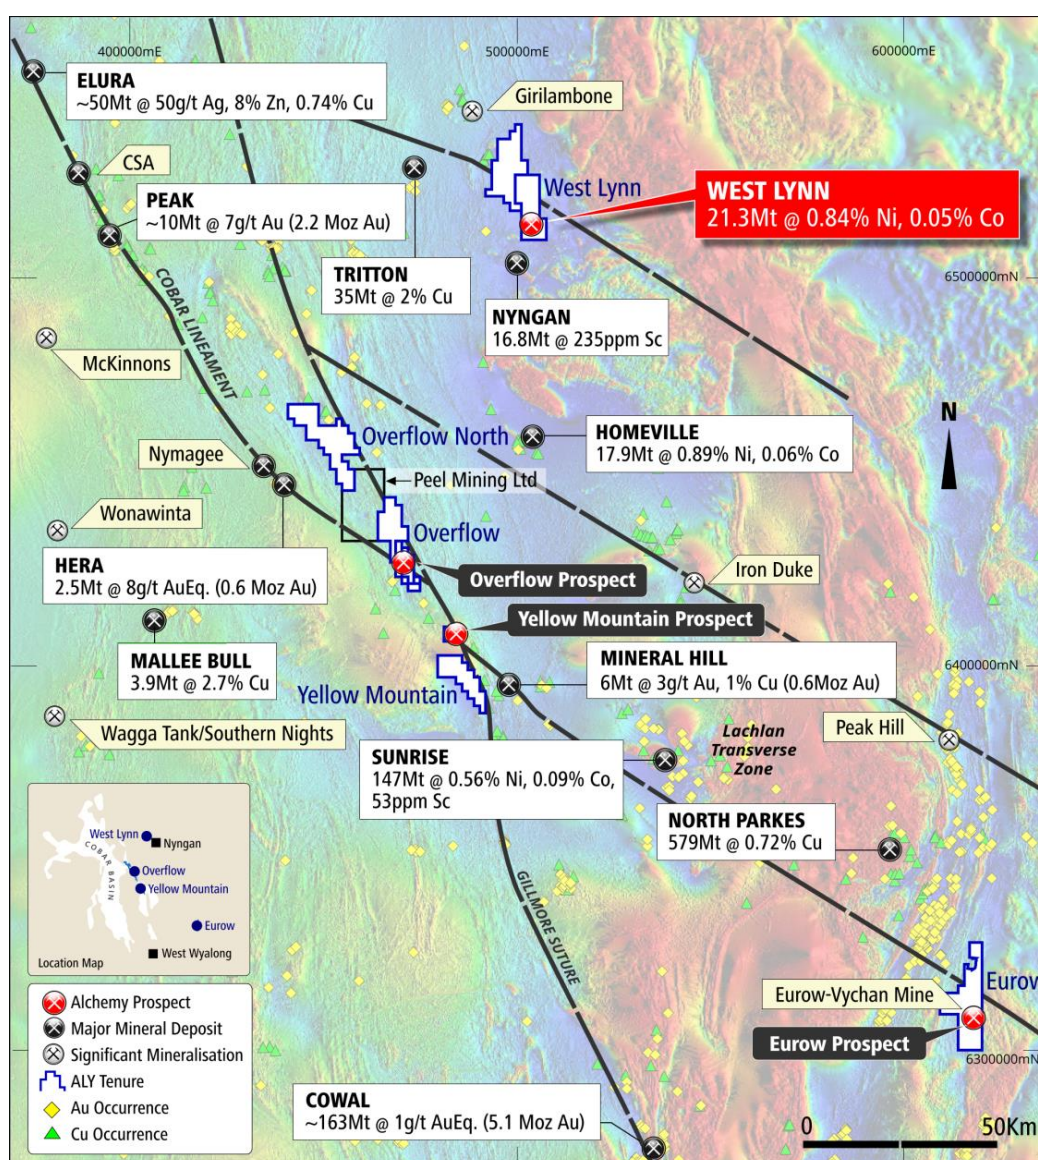 400000mE
500000mE
600000mE
ELURA
~50Mt @ 50g/t Ag, 8% Zn, 0.74% Cu
Girilambone
CSA
PEAK
~10Mt @ 7g/t Au (2.2 Moz Au)
West Lynn
WEST LYNN
21.3Mt @ 0.84% Ni, 0.05% Co
TRITTON
35Mt @ 2% Cu
COBAR LINEAMENT
6500000mN
NYNGAN
16.8Mt @ 235ppm Sc
McKinnons
N
Overflow North
HOMEVILLE
17.9Mt @ 0.89% Ni, 0.06% Co
Nymagee
Peel Mining Ltd
Wonawinta
Overflow
HERA
2.5Mt @ 8g/t AuEq. (0.6 Moz Au)
Overflow Prospect
Iron Duke
Yellow Mountain Prospect
MALLEE BULL
3.9Mt @ 2.7% Cu
6400000mN
MINERAL HILL
6Mt @ 3g/t Au, 1% Cu (0.6Moz Au)
Yellow Mountain
Wagga Tank/Southern Nights
Lachlan
Transverse
Zone
Peak Hill
SUNRISE
147Mt @ 0.56% Ni, 0.09% Co,
53ppm Sc
NORTH PARKES
579Mt @ 0.72% Cu
GILLMORE SUTURE
West Lynn
Nyngan
COBAR BASIN
Overflow
Yellow Mountain
Eurow
West Wyalong
Location Map
Eurow
Eurow-Vychan Mine
Eurow Prospect
6300000mN
Alchemy Prospect
Major Mineral Deposit
Significant Mineralisation
ALY Tenure
Au Occurrence
Cu Occurrence
COWAL
~163Mt @ 1g/t AuEq. (5.1 Moz Au)
0 50Km